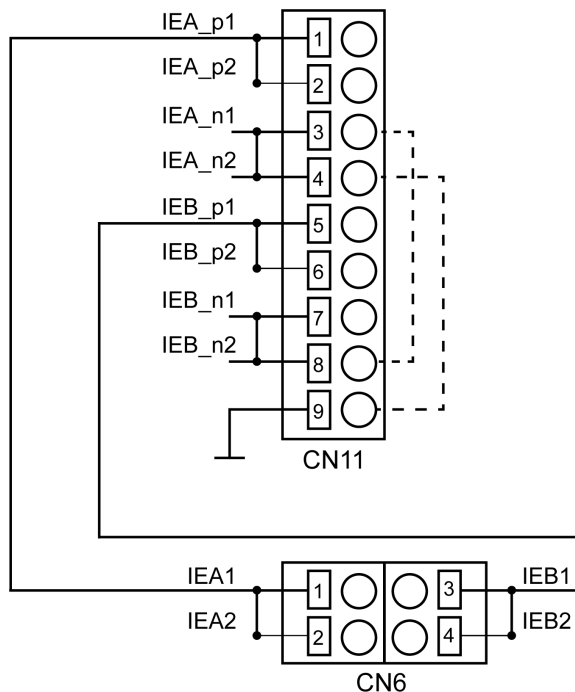 IEA_p1
1
IEA_p2
2
IEA_n1
3
IEA_n2
4
IEB_p1
5
IEB_p2
6
IEB_n1
7
IEB_n2
8
9
CN11
IEA1 1 3 IEB1
IEA2 2 4 IEB2
CN6